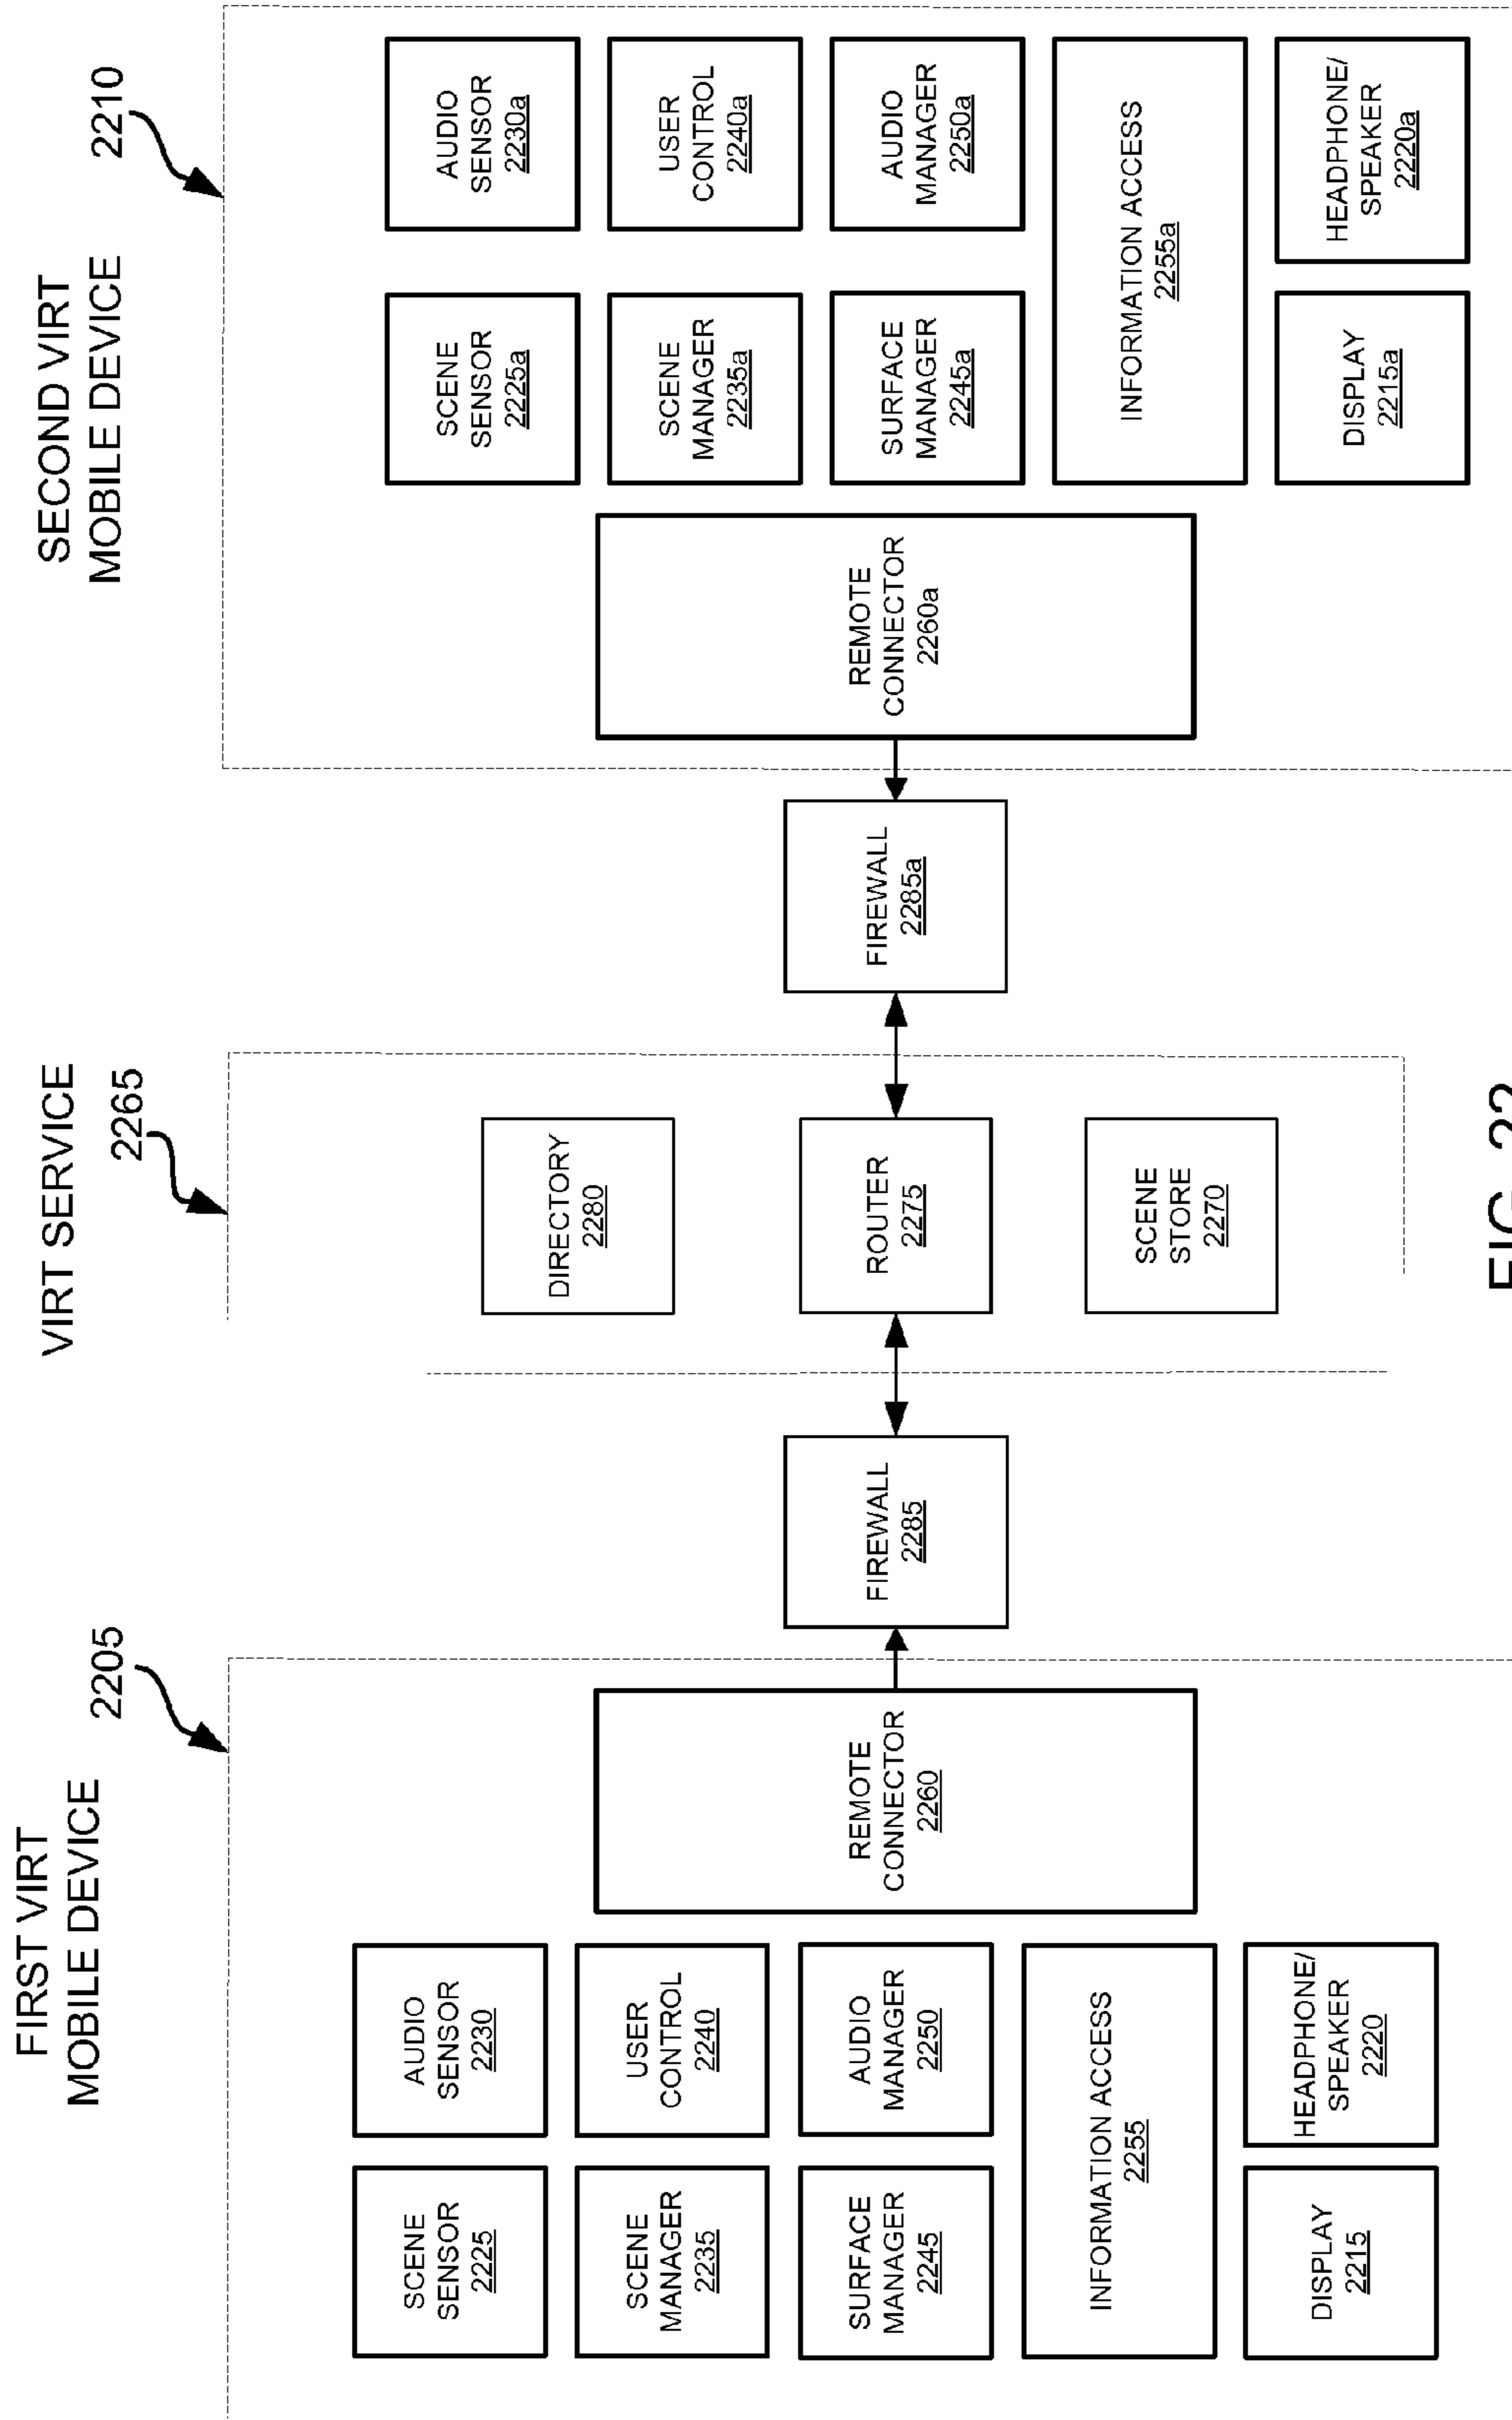 FIRST VIRT
MOBILE DEVICE
2205
SCENE
SENSOR
2225
AUDIO
SENSOR
2230
SCENE
MANAGER
2235
USER
CONTROL
2240
SURFACE
MANAGER
2245
AUDIO
MANAGER
2250
INFORMATION ACCESS
2255
DISPLAY
2215
HEADPHONE/
SPEAKER
2220
REMOTE
CONNECTOR
2260
FIREWALL
2285
VIRT SERVICE
2265
DIRECTORY
2280
ROUTER
2275
SCENE
STORE
2270
FIREWALL
2285a
SECOND VIRT
MOBILE DEVICE
2210
REMOTE
CONNECTOR
2260a
SCENE
SENSOR
2225a
AUDIO
SENSOR
2230a
SCENE
MANAGER
2235a
USER
CONTROL
2240a
SURFACE
MANAGER
2245a
AUDIO
MANAGER
2250a
INFORMATION ACCESS
2255a
DISPLAY
2215a
HEADPHONE/
SPEAKER
2220a
FIG. 22